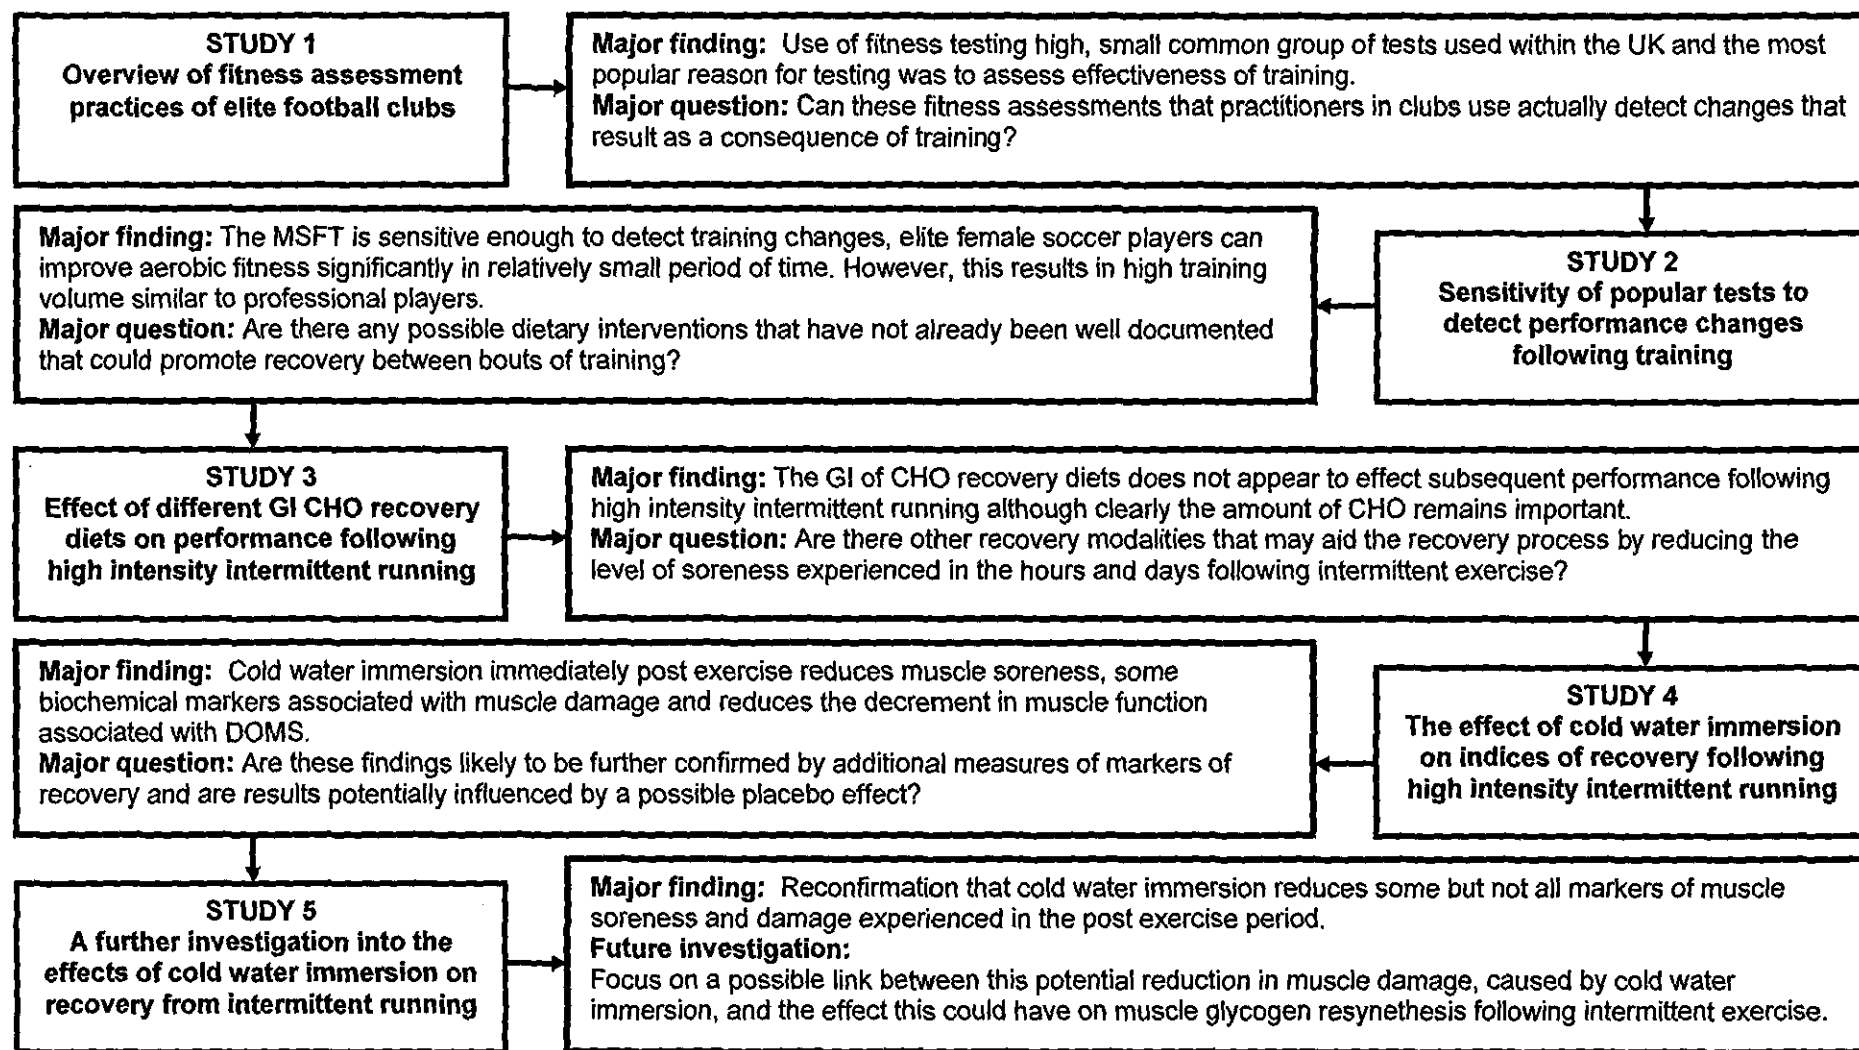 STUDY 1
Overview of fitness assessment
practices of elite football clubs
Major finding: Use of fitness testing high, small common group of tests used within the UK and the most
popular reason for testing was to assess effectiveness of training.
Major question: Can these fitness assessments that practitioners in clubs use actually detect changes that
result as a consequence of training?
STUDY 2
Sensitivity of popular tests to
detect performance changes
following training
Major finding: The MSFT is sensitive enough to detect training changes, elite female soccer players can
improve aerobic fitness significantly in relatively small period of time. However, this results in high training
volume similar to professional players.
Major question: Are there any possible dietary interventions that have not already been well documented
that could promote recovery between bouts of training?
STUDY 3
Effect of different GI CHO recovery
diets on performance following
high intensity intermittent running
Major finding: The GI of CHO recovery diets does not appear to effect subsequent performance following
high intensity intermittent running although clearly the amount of CHO remains important.
Major question: Are there other recovery modalities that may aid the recovery process by reducing the
level of soreness experienced in the hours and days following intermittent exercise?
STUDY 4
The effect of cold water immersion
on indices of recovery following
high intensity intermittent running
Major finding: Cold water immersion immediately post exercise reduces muscle soreness, some
biochemical markers associated with muscle damage and reduces the decrement in muscle function
associated with DOMS.
Major question: Are these findings likely to be further confirmed by additional measures of markers of
recovery and are results potentially influenced by a possible placebo effect?
STUDY 5
A further investigation into the
effects of cold water immersion on
recovery from intermittent running
Major finding: Reconfirmation that cold water immersion reduces some but not all markers of muscle
soreness and damage experienced in the post exercise period.
Future investigation:
Focus on a possible link between this potential reduction in muscle damage, caused by cold water
immersion, and the effect this could have on muscle glycogen resynethesis following intermittent exercise.